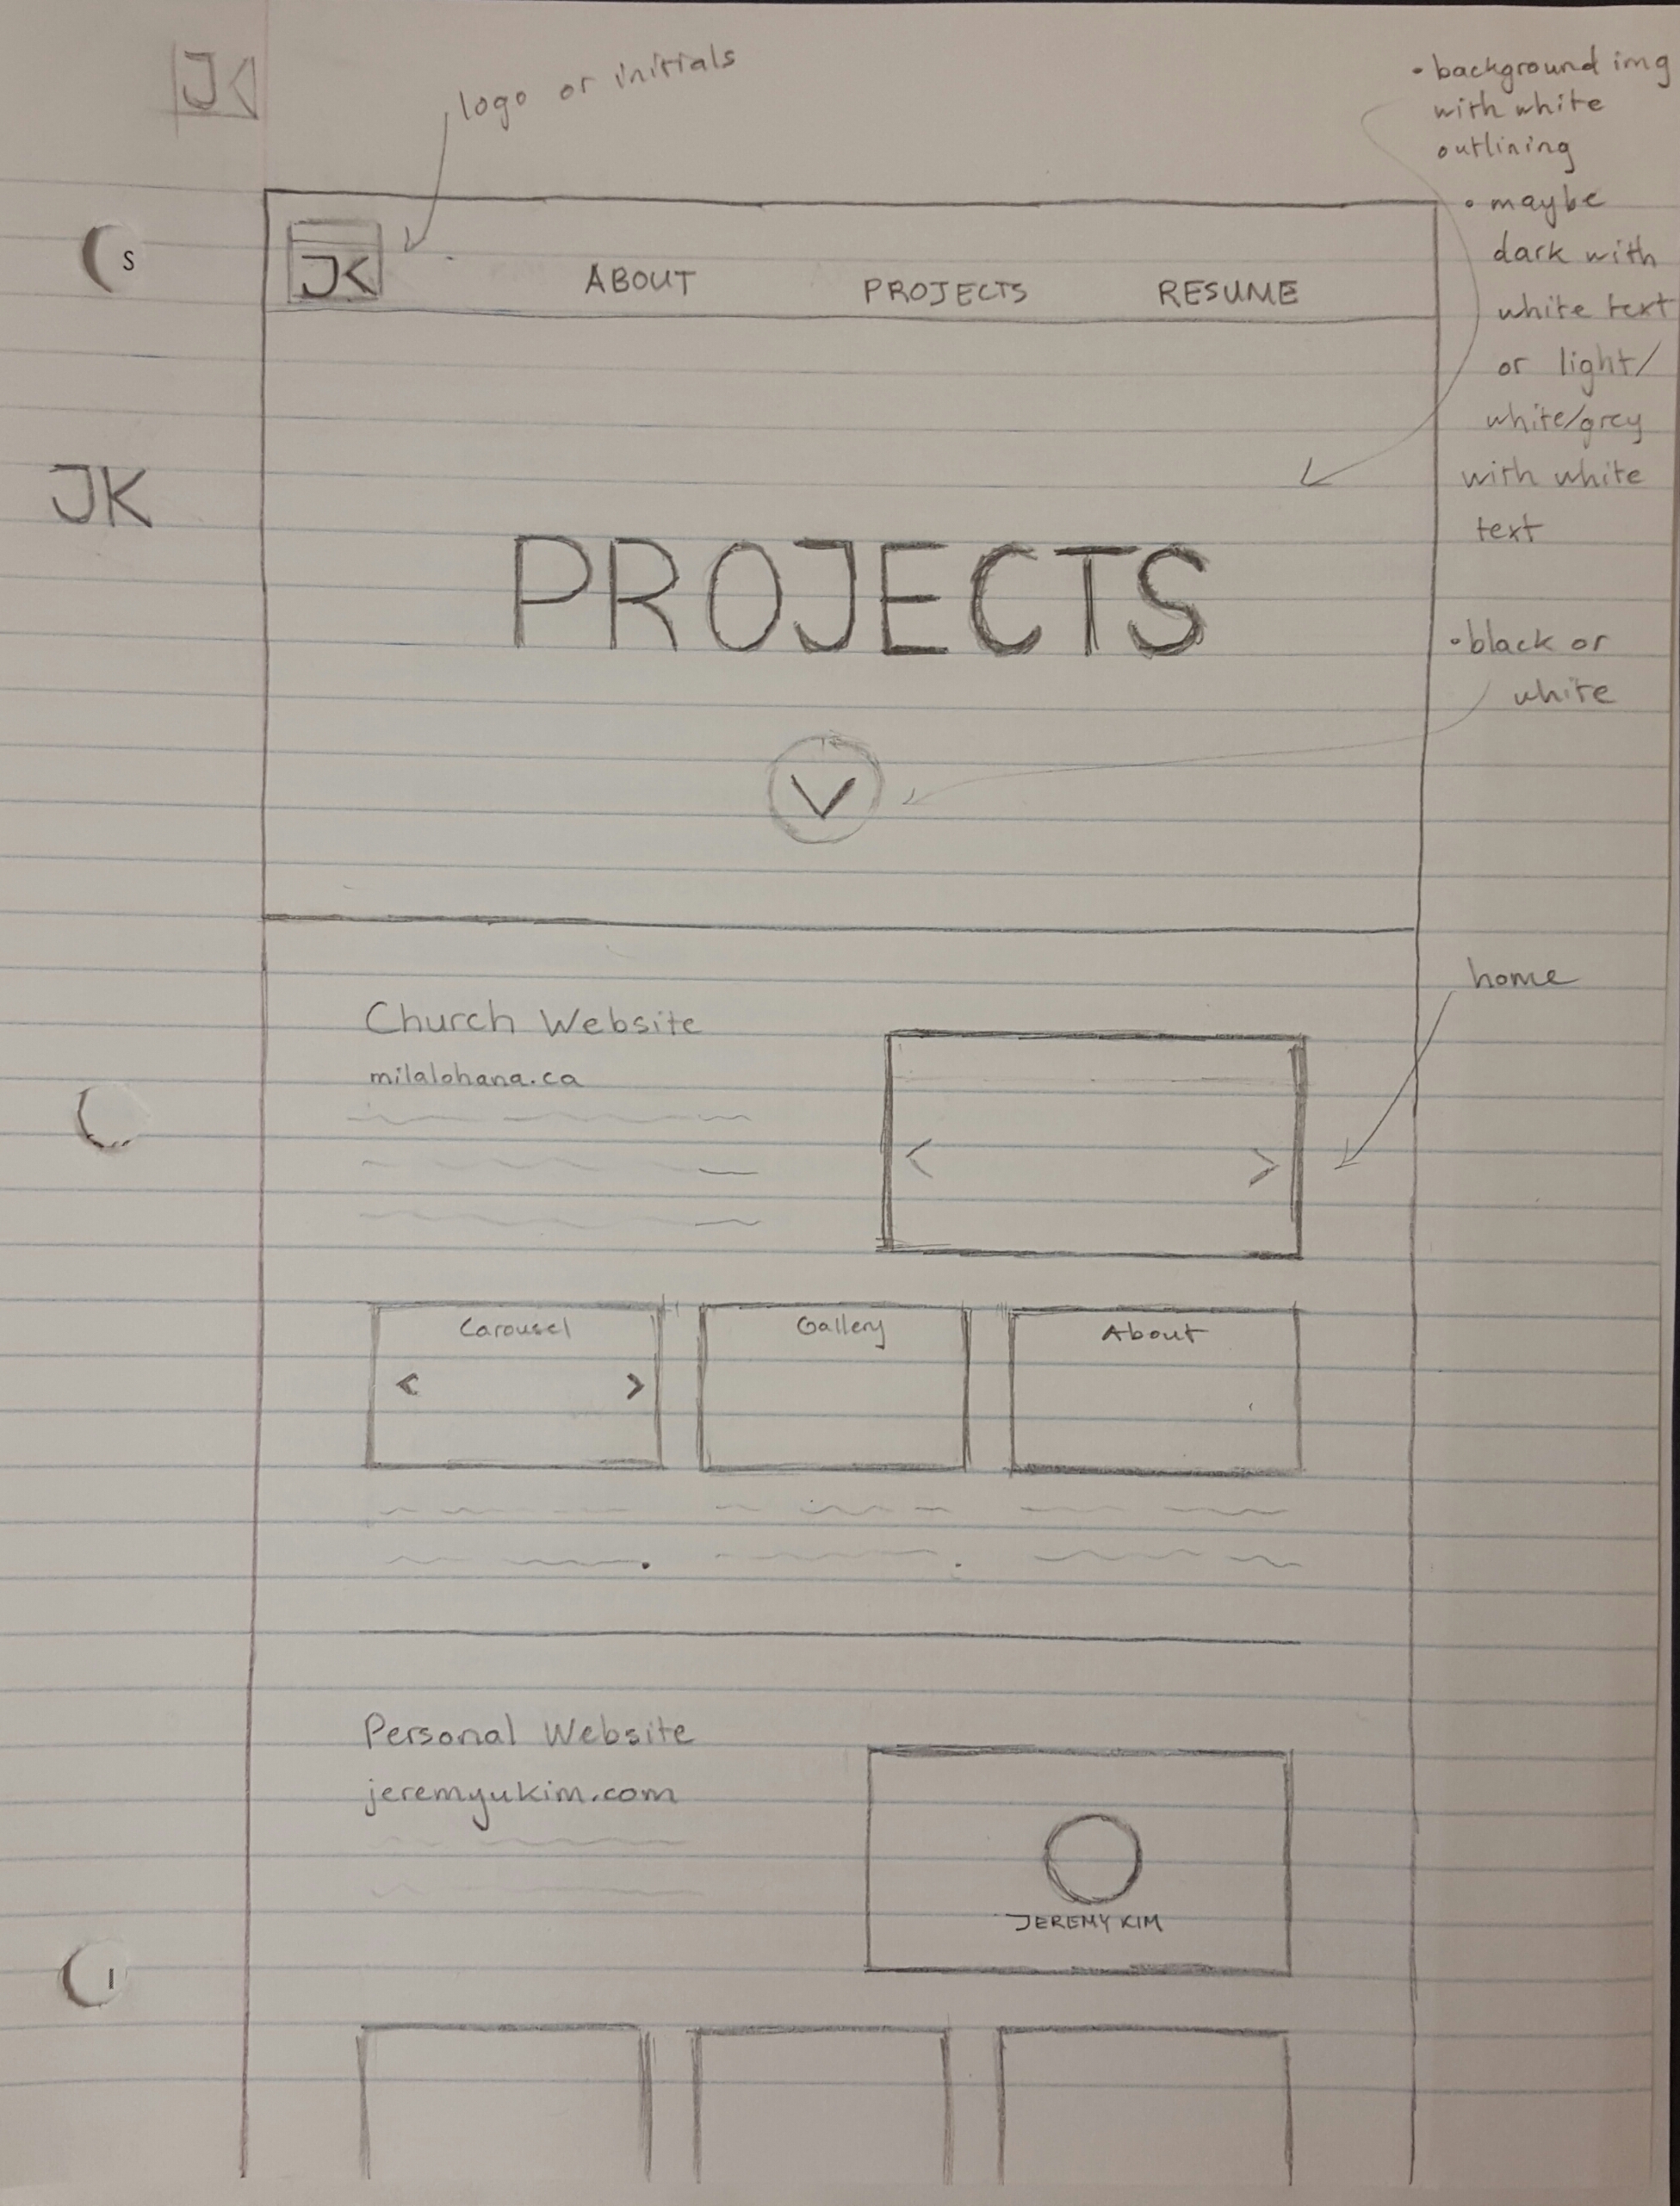 JK
logo or initials
• background img
with white
outlining
• maybe
dark with
white text
or light/
white/grey
with white
text
JK
ABOUT PROJECTS RESUME
S
JK
PROJECTS
• black or
white
V
home
Church Website
milalohana.ca
< >
Carousel Gallery About
< >
Personal Website
jeremyukim.com
JEREMY KIM
I